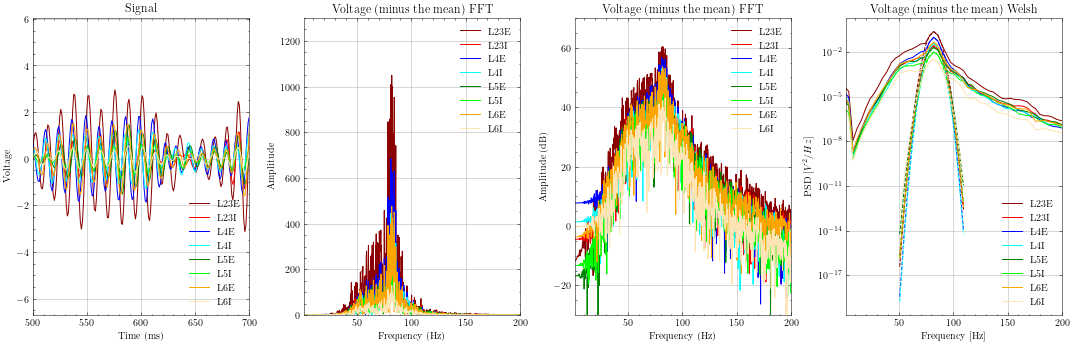 Signal
Voltage
6
4
2
0
−2
−4
−6
500
550
600
650
700
Time (ms)
L23E
L23I
L4E
L4I
L5E
L5I
L6E
L6I
Voltage (minus the mean) FFT
Amplitude
1200
1000
800
600
400
200
0
50
100
150
200
Frequency (Hz)
L23E
L23I
L4E
L4I
L5E
L5I
L6E
L6I
Voltage (minus the mean) FFT
Amplitude (dB)
60
40
20
0
−20
50
100
150
200
Frequency (Hz)
L23E
L23I
L4E
L4I
L5E
L5I
L6E
L6I
Voltage (minus the mean) Welsh
PSD [V²/Hz]
10⁻²
10⁻⁵
10⁻⁸
10⁻¹¹
10⁻¹⁴
10⁻¹⁷
50
100
150
200
Frequency [Hz]
L23E
L23I
L4E
L4I
L5E
L5I
L6E
L6I